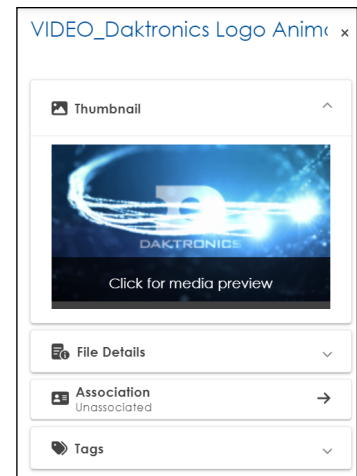 VIDEO_Daktronics Logo Anim
Thumbnail
DAKTRONICS
Click for media preview
File Details
Association
Unassociated
Tags